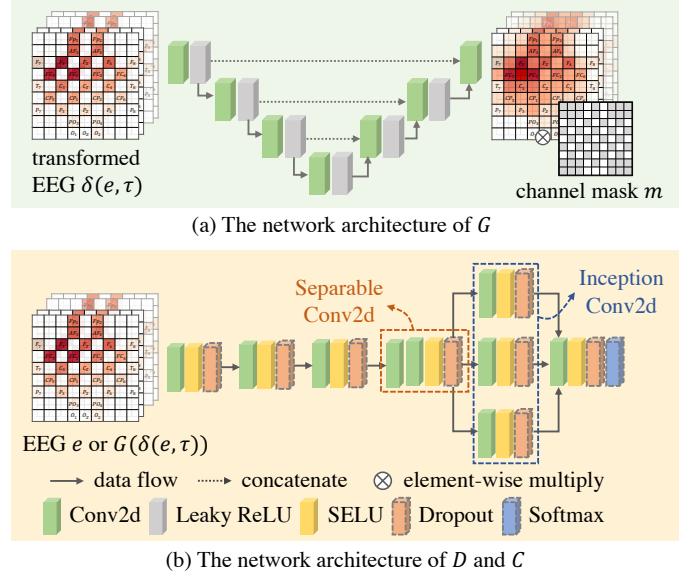 transformed
EEG δ(e, τ)
channel mask m
(a) The network architecture of G
Separable
Conv2d
Inception
Conv2d
EEG e or G(δ(e, τ))
data flow
concatenate
element-wise multiply
Conv2d
Leaky ReLU
SELU
Dropout
Softmax
(b) The network architecture of D and C